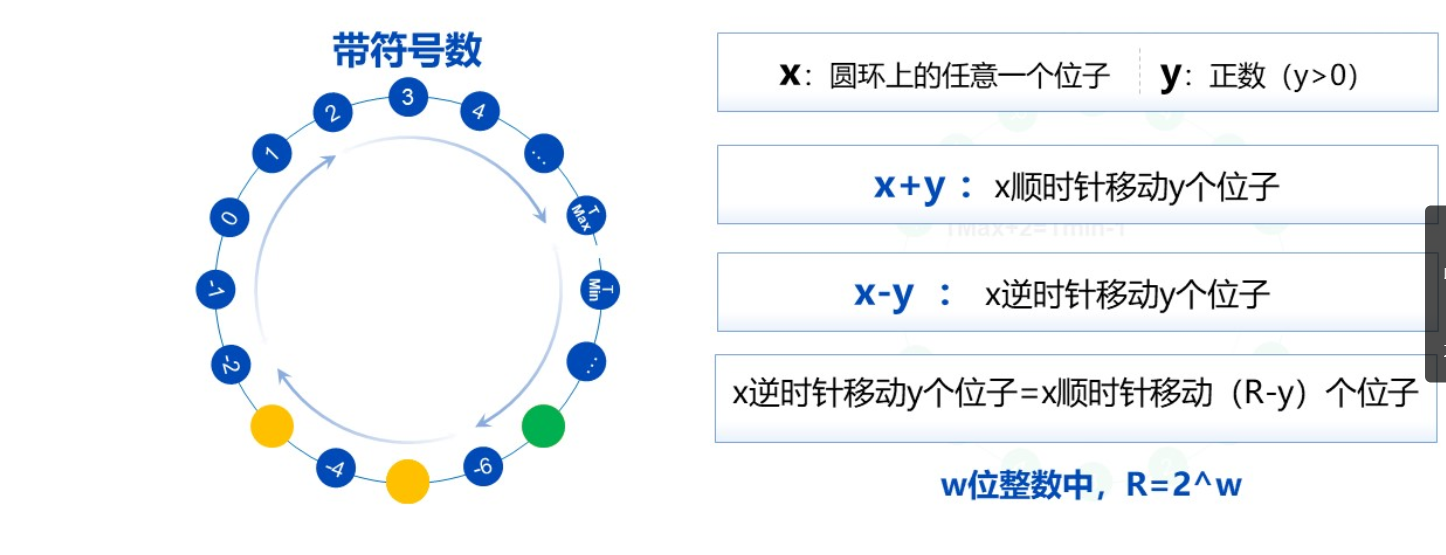 带符号数
3
2
4
1
...
0
T
Max
-1
T
Min
-2
...
-4
-6
x：圆环上的任意一个位子
y：正数（y>0）
x+y：x顺时针移动y个位子
TMax+2=Tmin-1
x-y ： x逆时针移动y个位子
x逆时针移动y个位子=x顺时针移动（R-y）个位子
w位整数中，R=2^w